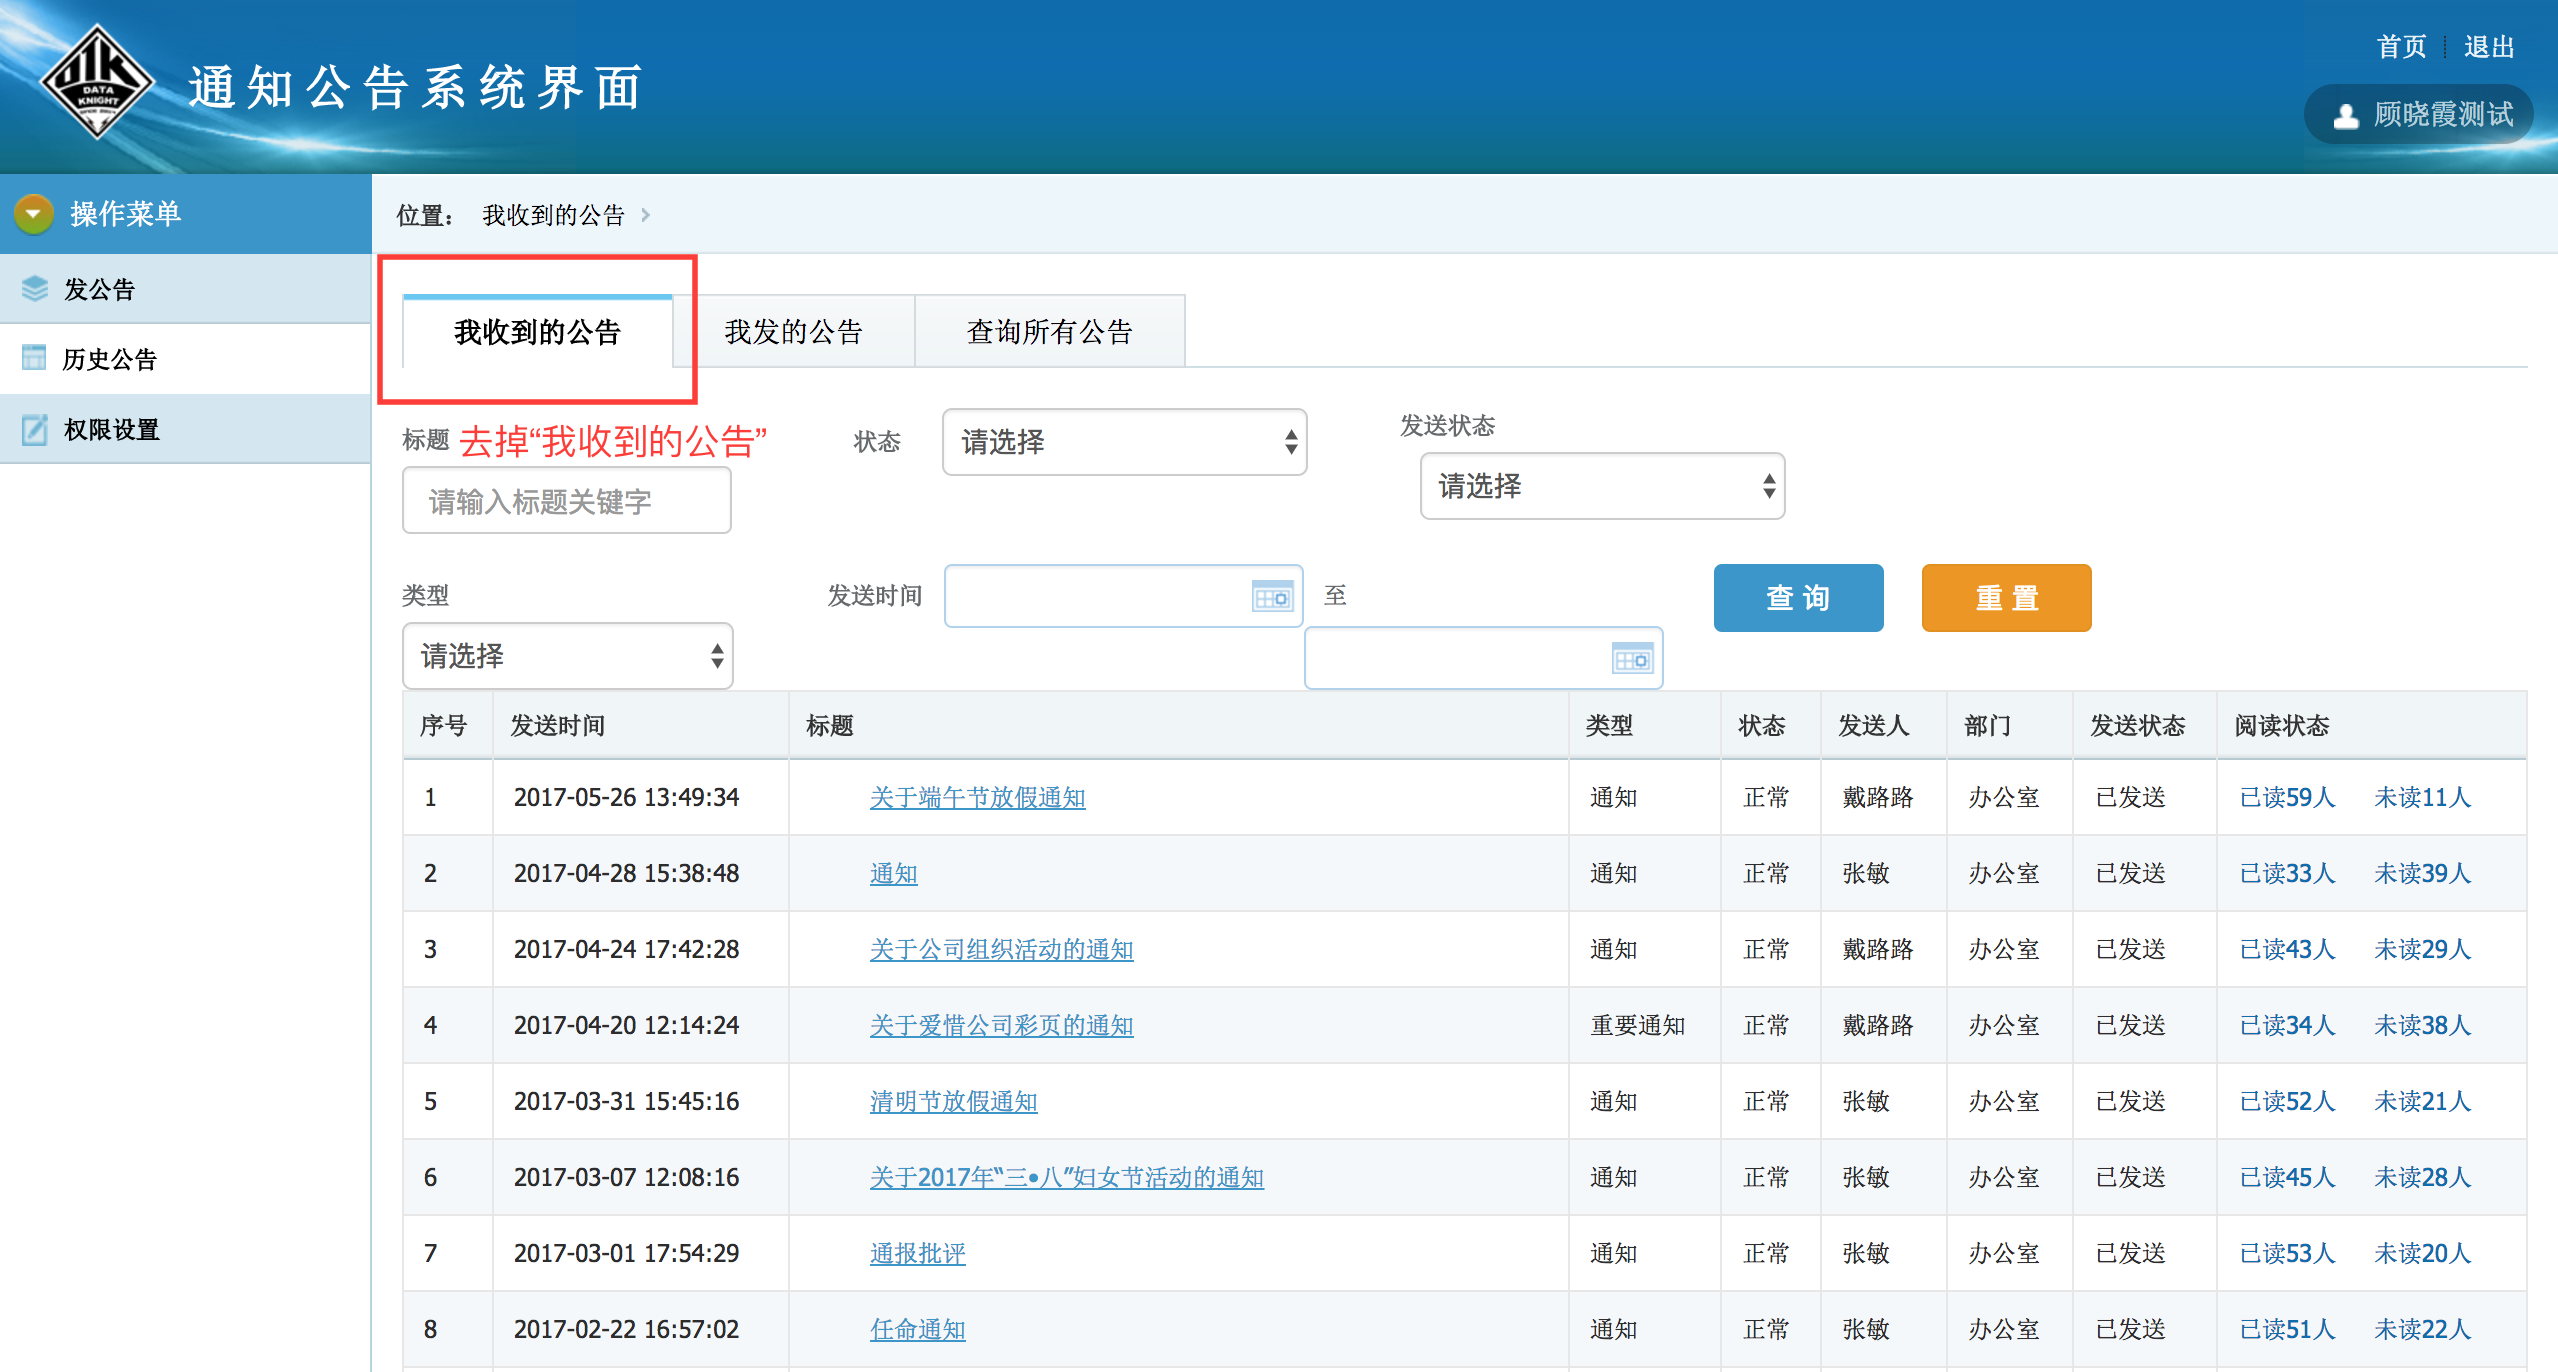 DATA
KNIGHT
通知公告系统界面
首页 退出
顾晓霞测试
操作菜单
发公告
历史公告
权限设置
位置： 我收到的公告
我收到的公告 我发的公告 查询所有公告
标题 去掉“我收到的公告” 状态 请选择 发送状态
请输入标题关键字 请选择
类型 发送时间 至 查 询 重 置
请选择
序号 发送时间 标题 类型 状态 发送人 部门 发送状态 阅读状态
1 2017-05-26 13:49:34 关于端午节放假通知 通知 正常 戴路路 办公室 已发送 已读59人 未读11人
2 2017-04-28 15:38:48 通知 通知 正常 张敏 办公室 已发送 已读33人 未读39人
3 2017-04-24 17:42:28 关于公司组织活动的通知 通知 正常 戴路路 办公室 已发送 已读43人 未读29人
4 2017-04-20 12:14:24 关于爱惜公司彩页的通知 重要通知 正常 戴路路 办公室 已发送 已读34人 未读38人
5 2017-03-31 15:45:16 清明节放假通知 通知 正常 张敏 办公室 已发送 已读52人 未读21人
6 2017-03-07 12:08:16 关于2017年“三•八”妇女节活动的通知 通知 正常 张敏 办公室 已发送 已读45人 未读28人
7 2017-03-01 17:54:29 通报批评 通知 正常 张敏 办公室 已发送 已读53人 未读20人
8 2017-02-22 16:57:02 任命通知 通知 正常 张敏 办公室 已发送 已读51人 未读22人